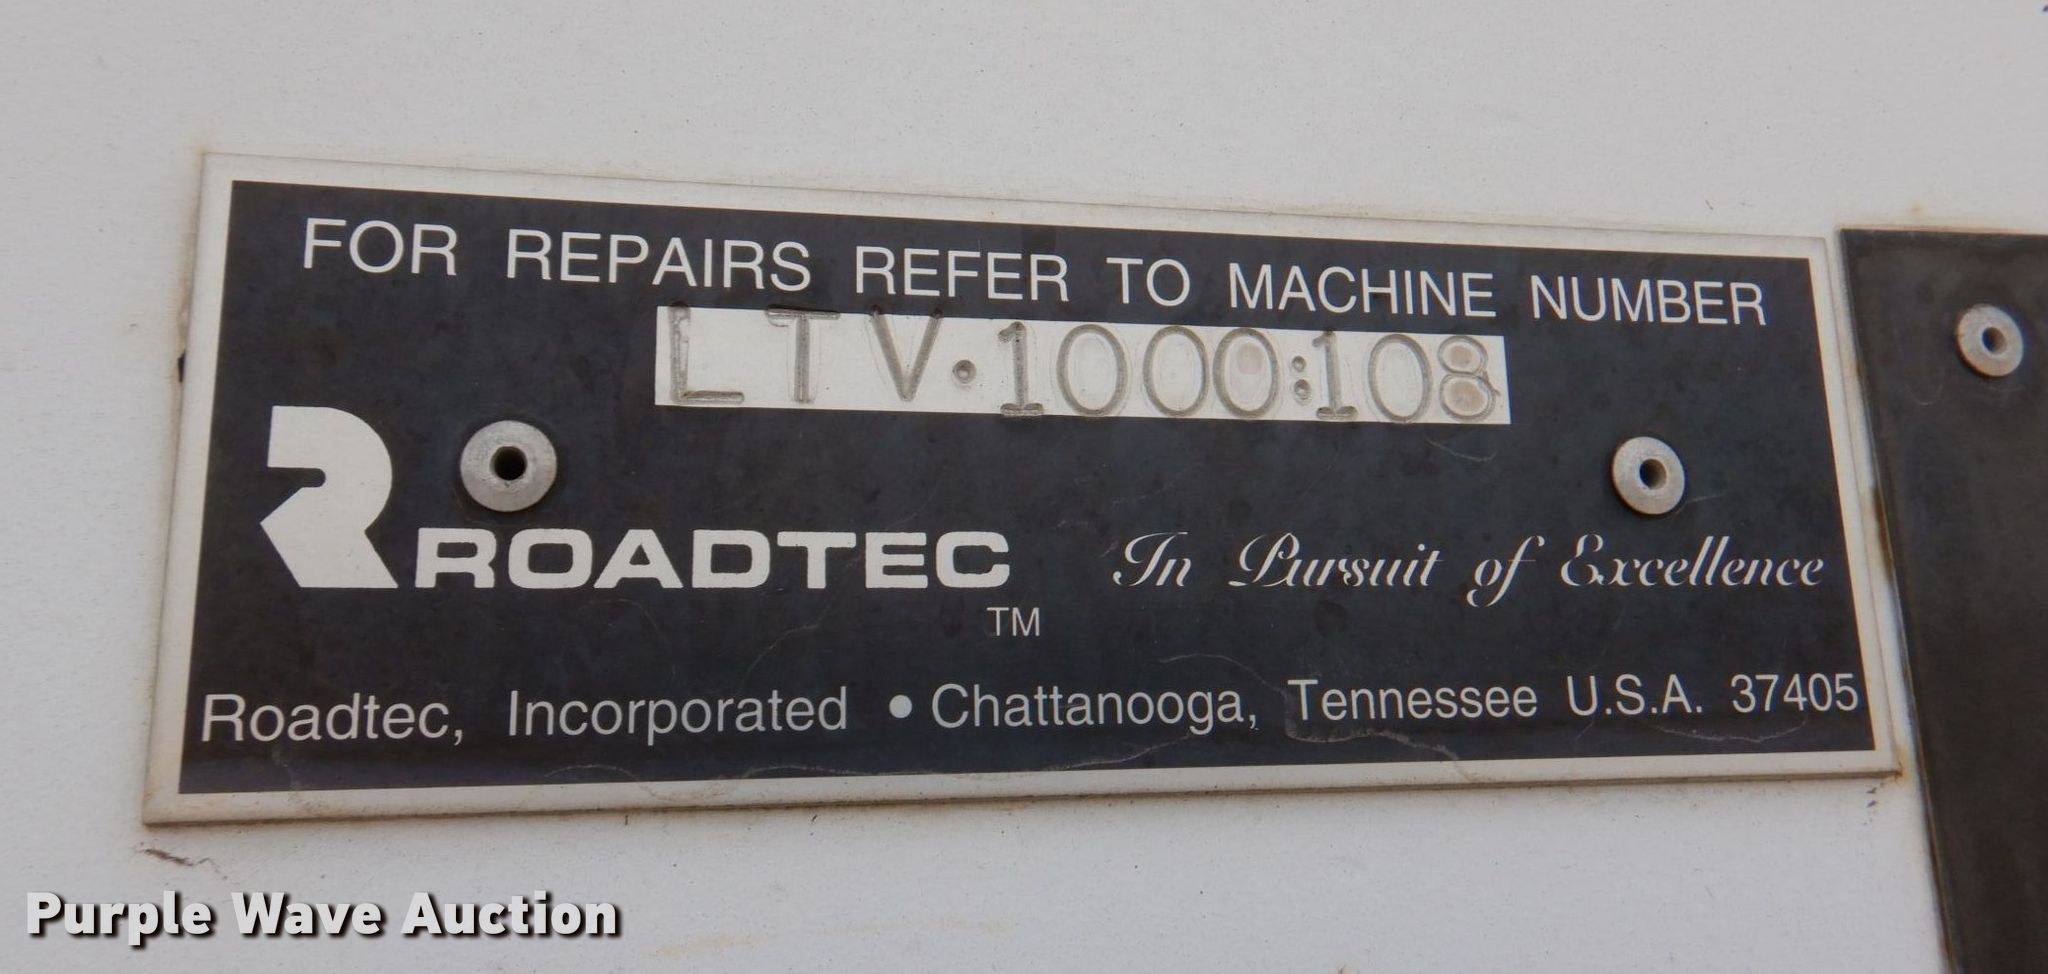 FOR REPAIRS REFER TO MACHINE NUMBER
LTV·1000:108
ROADTEC In Pursuit of Excellence
TM
Roadtec, Incorporated • Chattanooga, Tennessee U.S.A. 37405
Purple Wave Auction